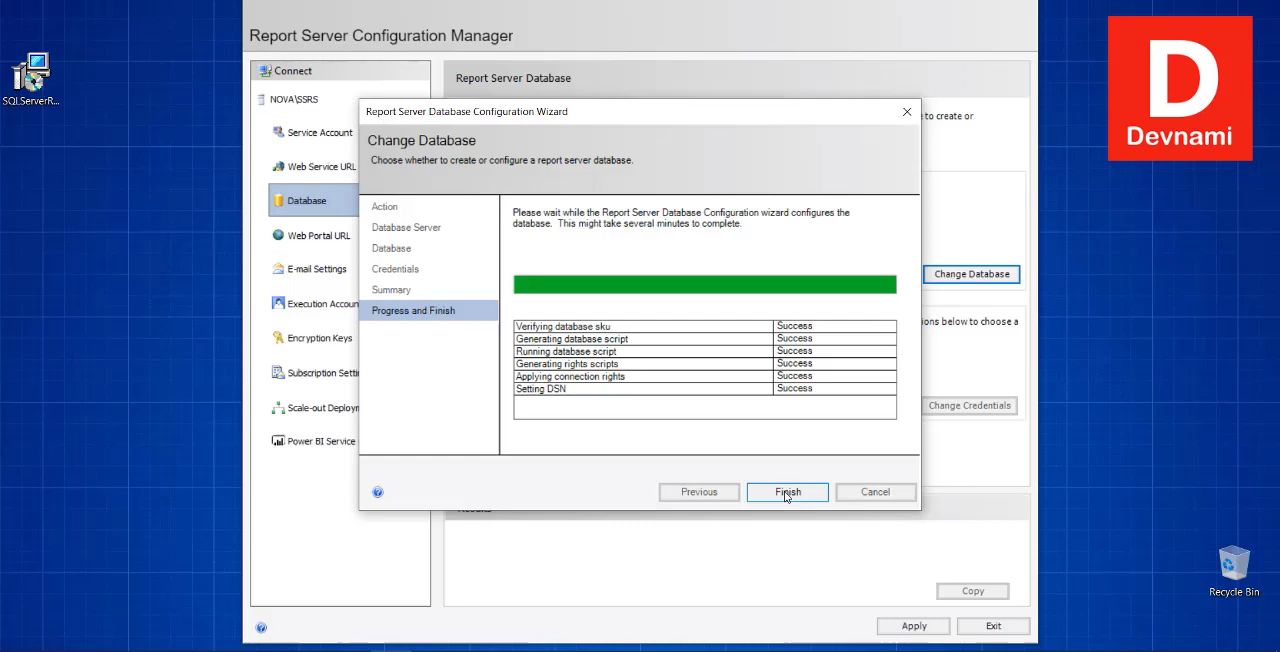 Report Server Configuration Manager
SQLServerR...
D
Devnami
Connect
NOVA\SSRS
Service Account
Web Service URL
Database
Web Portal URL
E-mail Settings
Execution Accoun
Encryption Keys
Subscription Setti
Scale-out Deploym
Power BI Service
Report Server Database
to create or
Change Database
ions below to choose a
Change Credentials
Report Server Database Configuration Wizard
Change Database
Choose whether to create or configure a report server database.
Action
Database Server
Database
Credentials
Summary
Progress and Finish
Please wait while the Report Server Database Configuration wizard configures the
database. This might take several minutes to complete.
Verifying database sku Success
Generating database script Success
Running database script Success
Generating rights scripts Success
Applying connection rights Success
Setting DSN Success
Previous
Finish
Cancel
Results
Copy
Apply
Exit
Recycle Bin